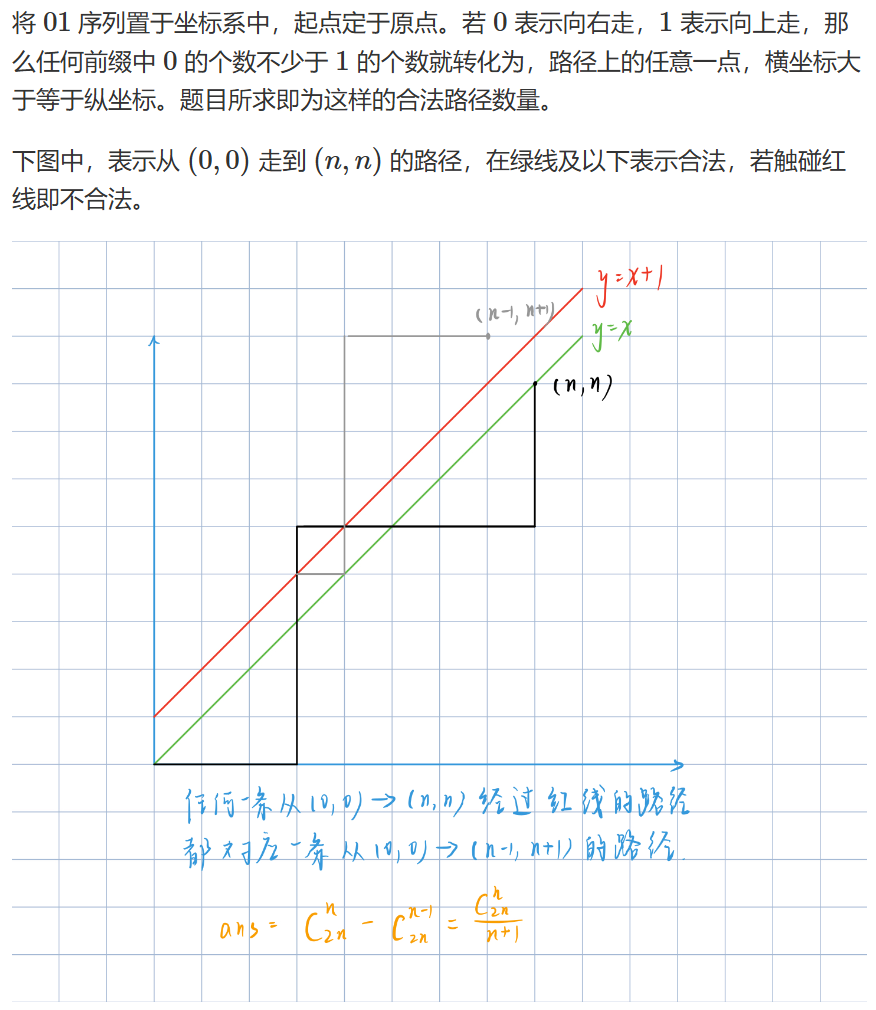 将 01 序列置于坐标系中，起点定于原点。若 0 表示向右走，1 表示向上走，那
么任何前缀中 0 的个数不少于 1 的个数就转化为，路径上的任意一点，横坐标大
于等于纵坐标。题目所求即为这样的合法路径数量。
下图中，表示从 (0,0) 走到 (n,n) 的路径，在绿线及以下表示合法，若触碰红
线即不合法。
y=x+1
(n-1, n+1)
y=x
(n,n)
任何一条从(0,0)→(n,n) 经过红线的路径
都对应一条从(0,0)→(n-1,n+1)的路径.
ans = C_{2n}^{n} - C_{2n}^{n-1} = \frac{C_{2n}^{n}}{n+1}